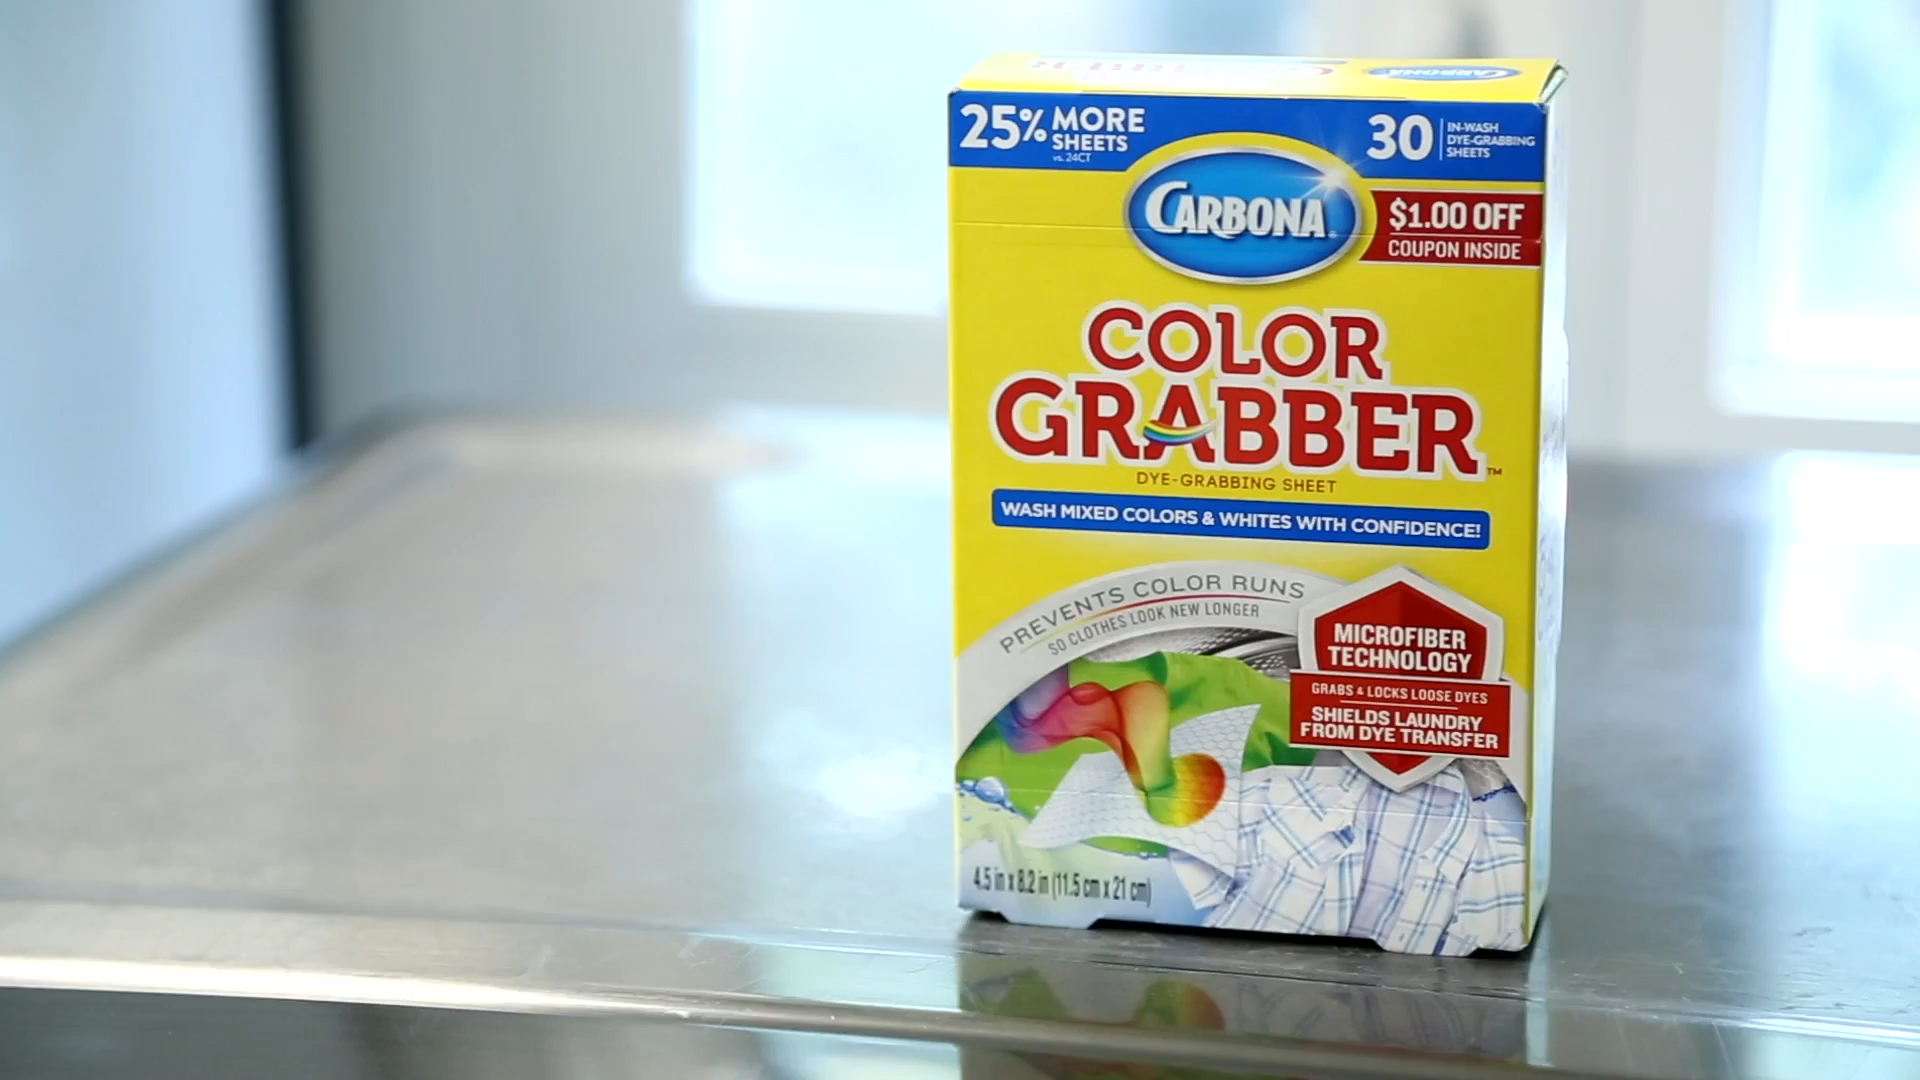 CARBONA
25% MORE
SHEETS
vs. 24CT
30 IN-WASH
DYE-GRABBING
SHEETS
CARBONA
$1.00 OFF
COUPON INSIDE
COLOR
GRABBER™
DYE-GRABBING SHEET
WASH MIXED COLORS & WHITES WITH CONFIDENCE!
PREVENTS COLOR RUNS
SO CLOTHES LOOK NEW LONGER
MICROFIBER
TECHNOLOGY
GRABS & LOCKS LOOSE DYES
SHIELDS LAUNDRY
FROM DYE TRANSFER
4.5 in x 8.2 in (11.5 cm x 21 cm)